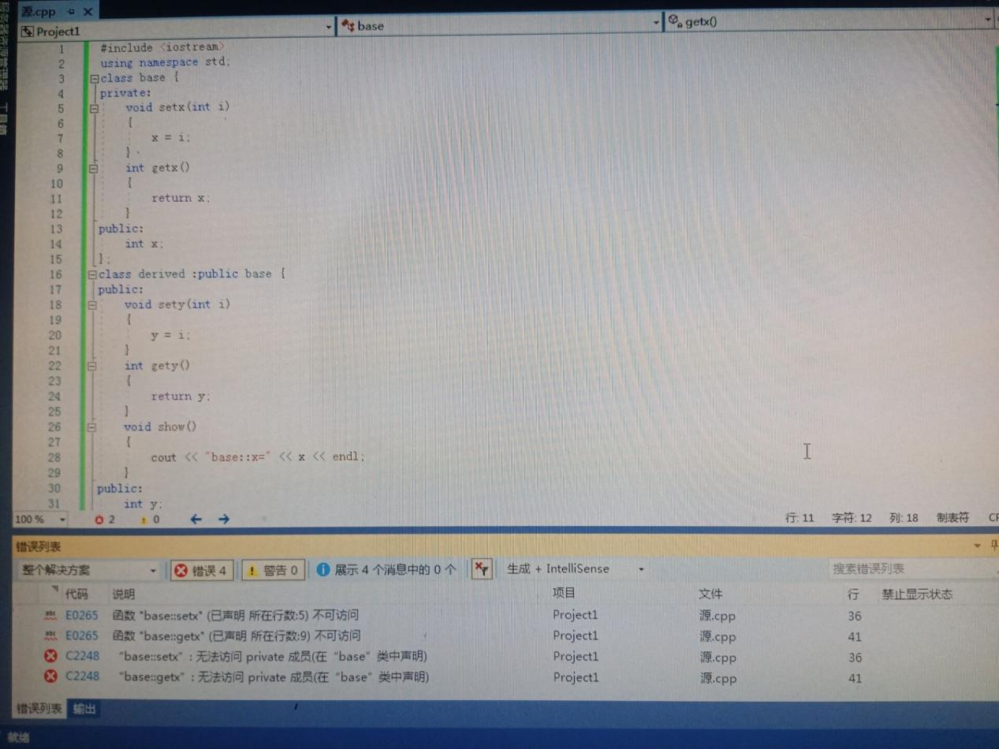 源.cpp
Project1 base getx()
1 #include <iostream>
2 using namespace std;
3 class base {
4 private:
5 void setx(int i)
6 {
7 x = i;
8 }
9 int getx()
10 {
11 return x;
12 }
13 public:
14 int x;
15 };
16 class derived :public base {
17 public:
18 void sety(int i)
19 {
20 y = i;
21 }
22 int gety()
23 {
24 return y;
25 }
26 void show()
27 {
28 cout << "base::x=" << x << endl;
29 }
30 public:
31 int y;
100 % 2 0 行: 11 字符: 12 列: 18 制表符
错误列表
整个解决方案 错误 4 警告 0 展示 4 个消息中的 0 个 生成 + IntelliSense 搜索错误列表
代码 说明 项目 文件 行 禁止显示状态
abc E0265 函数 "base::setx" (已声明 所在行数:5) 不可访问 Project1 源.cpp 36
abc E0265 函数 "base::getx" (已声明 所在行数:9) 不可访问 Project1 源.cpp 41
C2248 “base::setx”: 无法访问 private 成员(在“base”类中声明) Project1 源.cpp 36
C2248 “base::getx”: 无法访问 private 成员(在“base”类中声明) Project1 源.cpp 41
错误列表 输出
就绪
工具箱